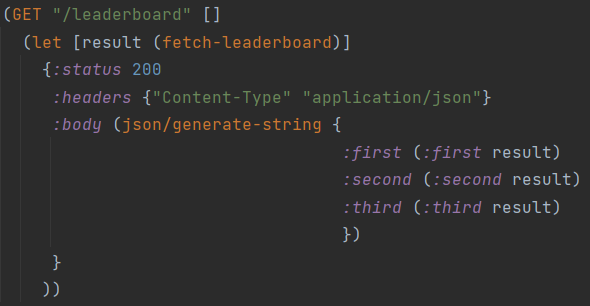 (GET "/leaderboard" []
(let [result (fetch-leaderboard)]
{:status 200
:headers {"Content-Type" "application/json"}
:body (json/generate-string {
:first (:first result)
:second (:second result)
:third (:third result)
})
}
))